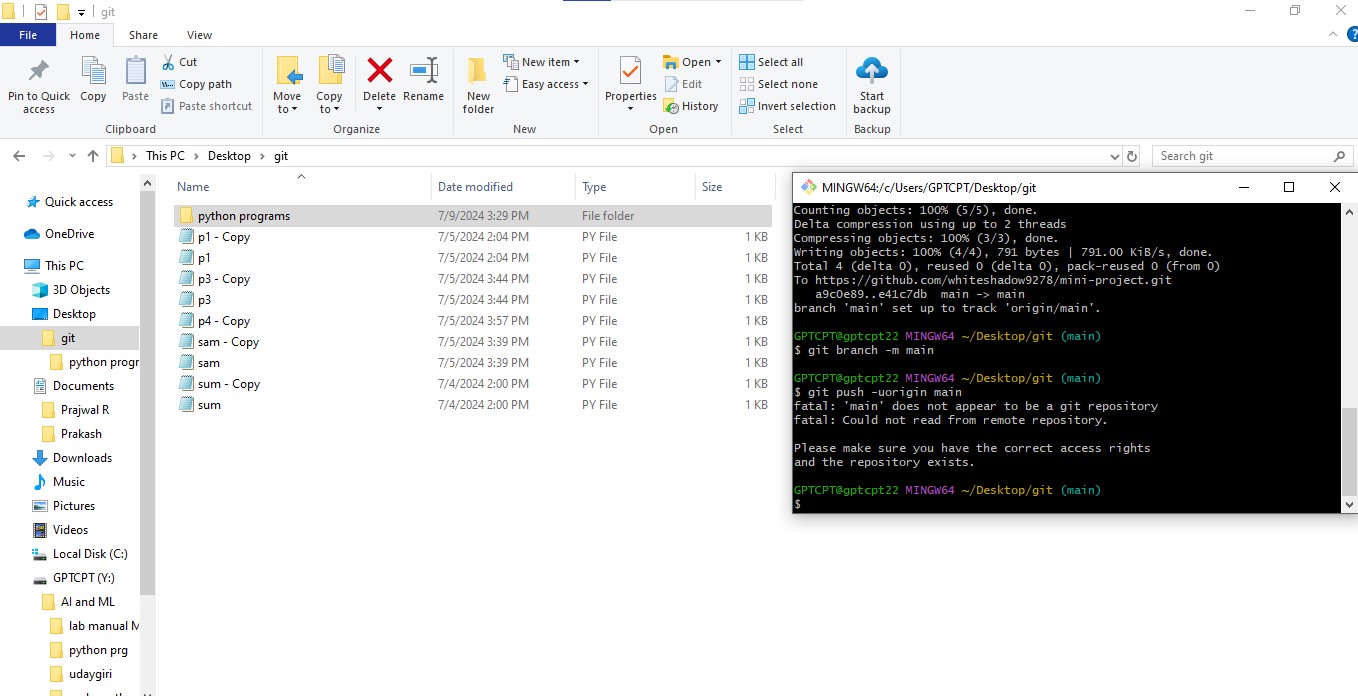 git
File
Home
Share
View
?
Pin to Quick access
Copy
Paste
Cut
Copy path
Paste shortcut
Clipboard
Move to
Copy to
Delete
Rename
Organize
New folder
New item
Easy access
New
Properties
Open
Edit
History
Open
Select all
Select none
Invert selection
Select
Start backup
Backup
This PC > Desktop > git
Search git
Quick access
OneDrive
This PC
3D Objects
Desktop
git
python progr
Documents
Prajwal R
Prakash
Downloads
Music
Pictures
Videos
Local Disk (C:)
GPTCPT (Y:)
AI and ML
lab manual M
python prg
udaygiri
Name Date modified Type Size
python programs 7/9/2024 3:29 PM File folder
p1 - Copy 7/5/2024 2:04 PM PY File 1 KB
p1 7/5/2024 2:04 PM PY File 1 KB
p3 - Copy 7/5/2024 3:44 PM PY File 1 KB
p3 7/5/2024 3:44 PM PY File 1 KB
p4 - Copy 7/5/2024 3:57 PM PY File 1 KB
sam - Copy 7/5/2024 3:39 PM PY File 1 KB
sam 7/5/2024 3:39 PM PY File 1 KB
sum - Copy 7/4/2024 2:00 PM PY File 1 KB
sum 7/4/2024 2:00 PM PY File 1 KB
MINGW64:/c/Users/GPTCPT/Desktop/git
Counting objects: 100% (5/5), done.
Delta compression using up to 2 threads
Compressing objects: 100% (3/3), done.
Writing objects: 100% (4/4), 791 bytes | 791.00 KiB/s, done.
Total 4 (delta 0), reused 0 (delta 0), pack-reused 0 (from 0)
To https://github.com/whiteshadow9278/mini-project.git
a9c0e89..e41c7db main -> main
branch 'main' set up to track 'origin/main'.
GPTCPT@gptcpt22 MINGW64 ~/Desktop/git (main)
$ git branch -m main
GPTCPT@gptcpt22 MINGW64 ~/Desktop/git (main)
$ git push -uorigin main
fatal: 'main' does not appear to be a git repository
fatal: Could not read from remote repository.
Please make sure you have the correct access rights
and the repository exists.
GPTCPT@gptcpt22 MINGW64 ~/Desktop/git (main)
$